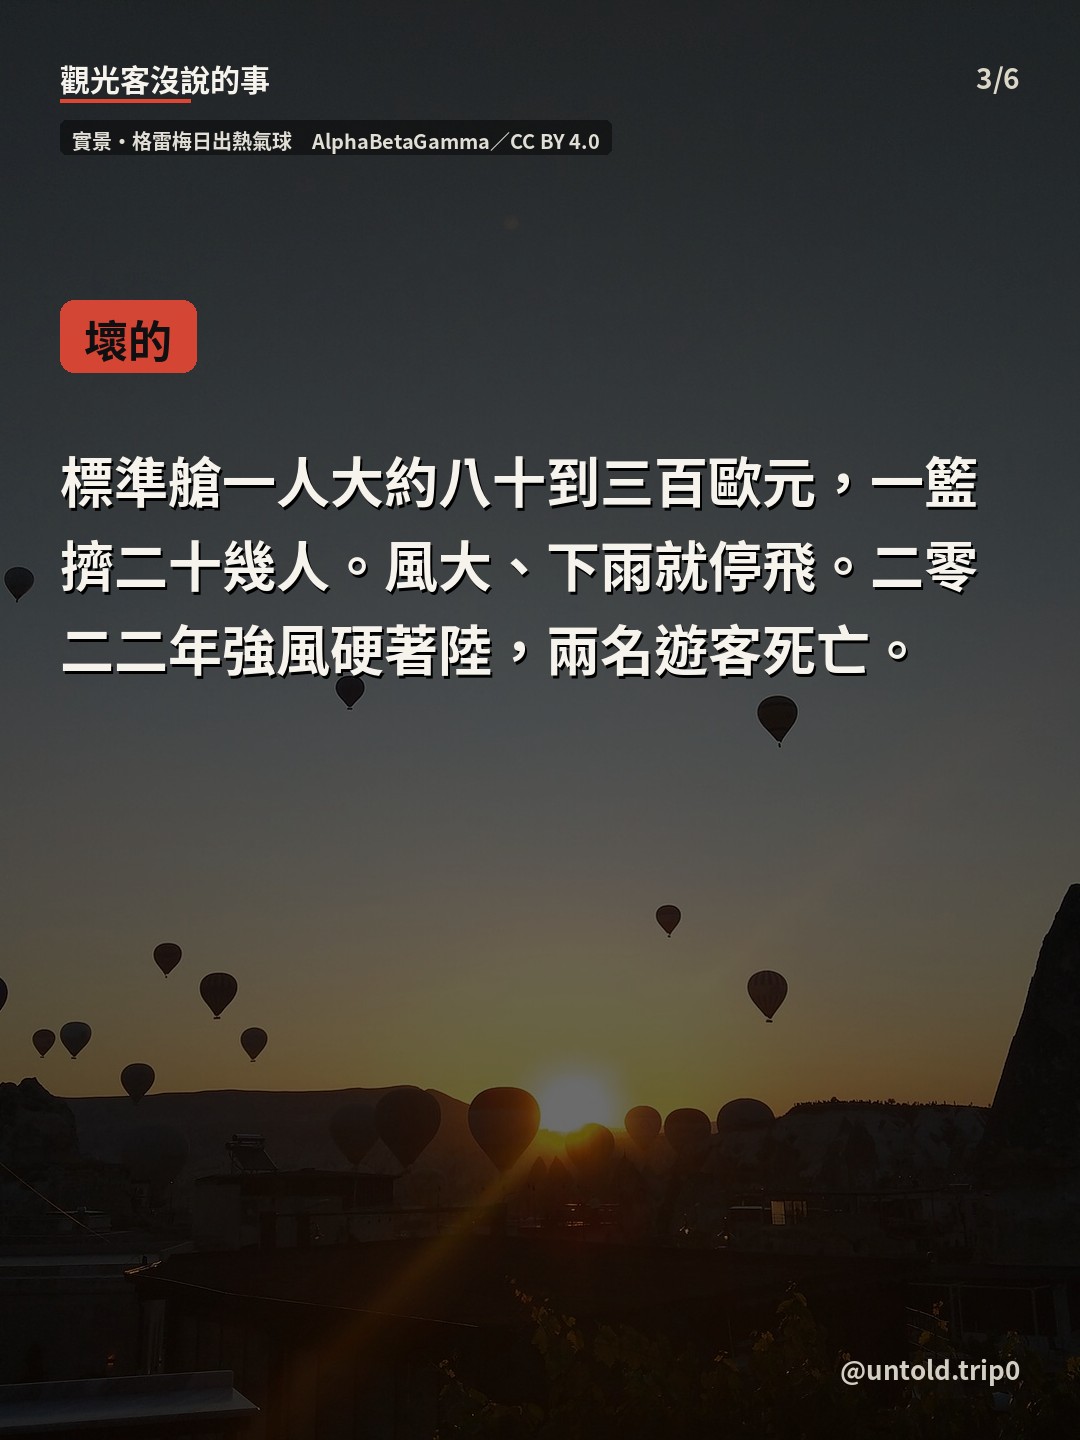 觀光客沒說的事
3/6
實景・格雷梅日出熱氣球 AlphaBetaGamma／CC BY 4.0
壞的
標準艙一人大約八十到三百歐元，一籃
擠二十幾人。風大、下雨就停飛。二零
二二年強風硬著陸，兩名遊客死亡。
@untold.trip0